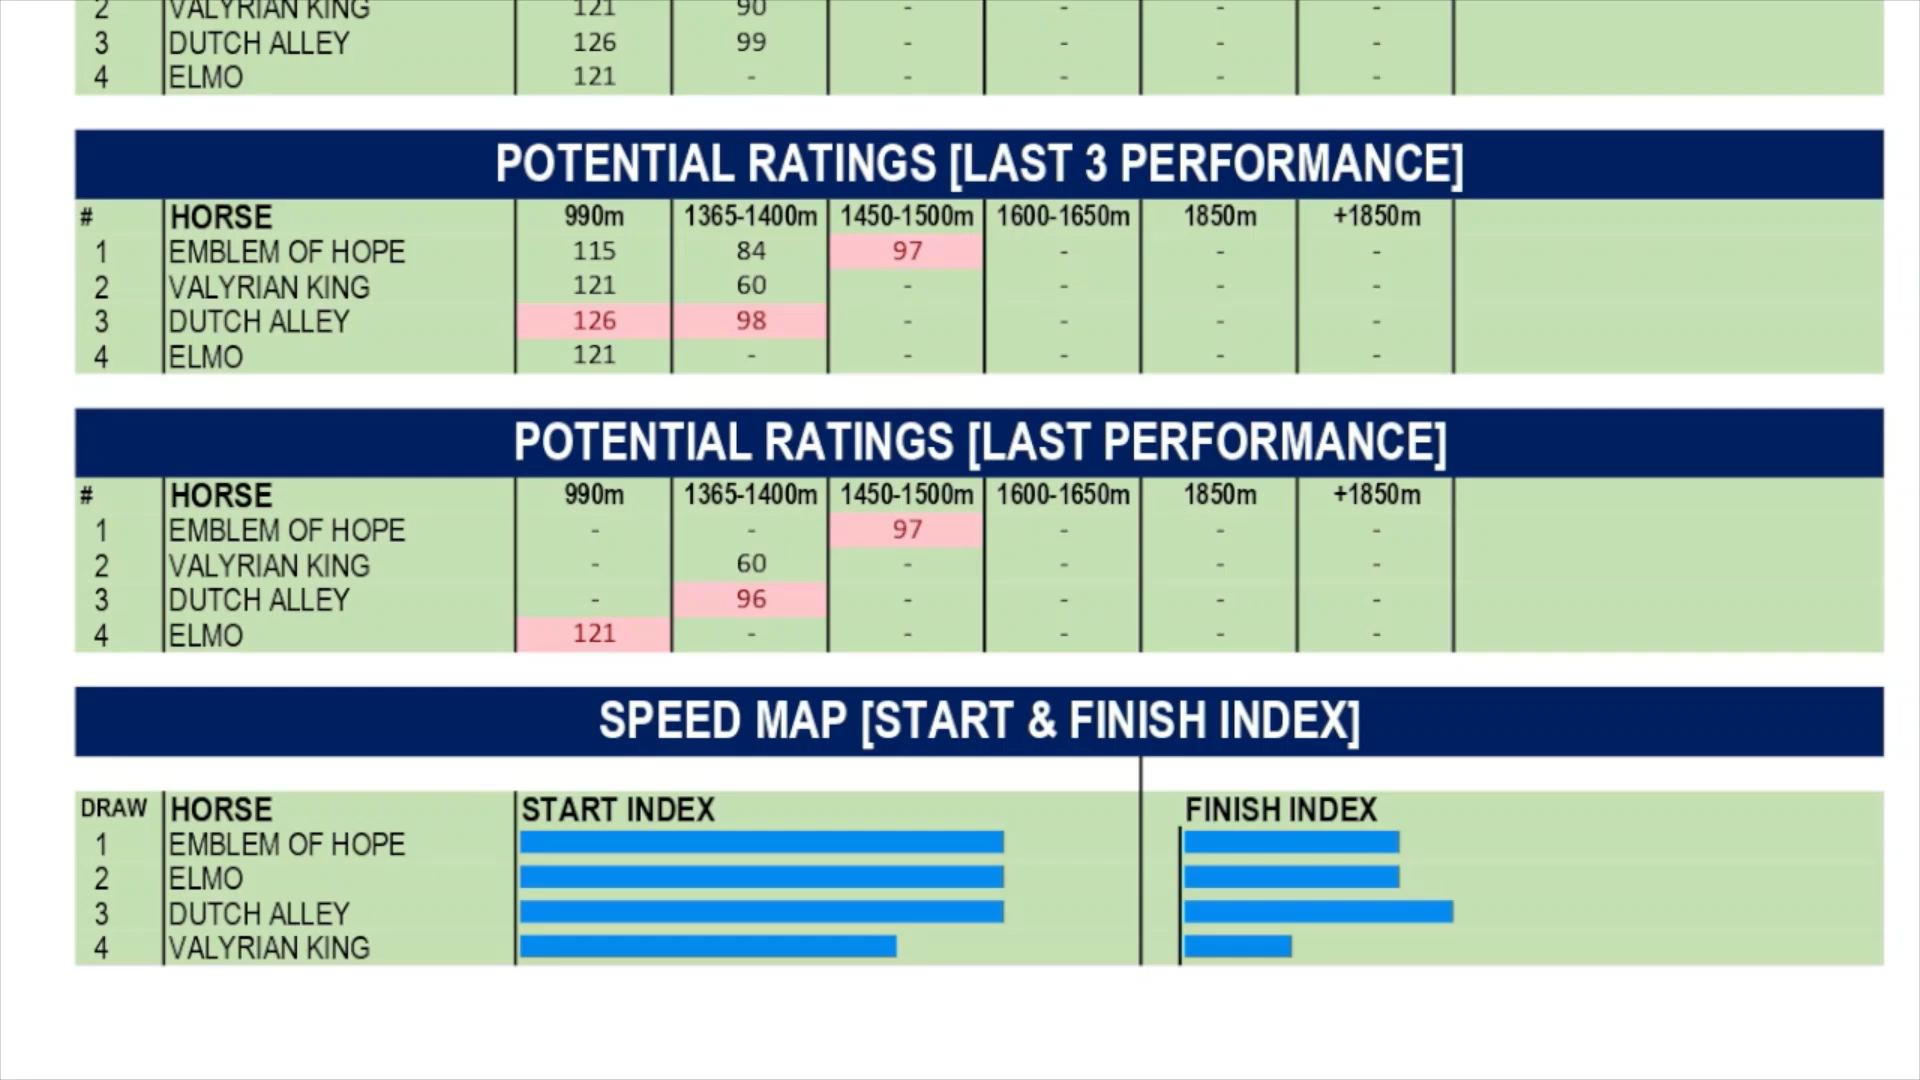 2 VALYRIAN KING 121 90 - - - -
3 DUTCH ALLEY 126 99 - - - -
4 ELMO 121 - - - - -
POTENTIAL RATINGS [LAST 3 PERFORMANCE]
# HORSE 990m 1365-1400m 1450-1500m 1600-1650m 1850m +1850m
1 EMBLEM OF HOPE 115 84 97 - - -
2 VALYRIAN KING 121 60 - - - -
3 DUTCH ALLEY 126 98 - - - -
4 ELMO 121 - - - - -
POTENTIAL RATINGS [LAST PERFORMANCE]
# HORSE 990m 1365-1400m 1450-1500m 1600-1650m 1850m +1850m
1 EMBLEM OF HOPE - - 97 - - -
2 VALYRIAN KING - 60 - - - -
3 DUTCH ALLEY - 96 - - - -
4 ELMO 121 - - - - -
SPEED MAP [START & FINISH INDEX]
DRAW HORSE START INDEX FINISH INDEX
1 EMBLEM OF HOPE
2 ELMO
3 DUTCH ALLEY
4 VALYRIAN KING